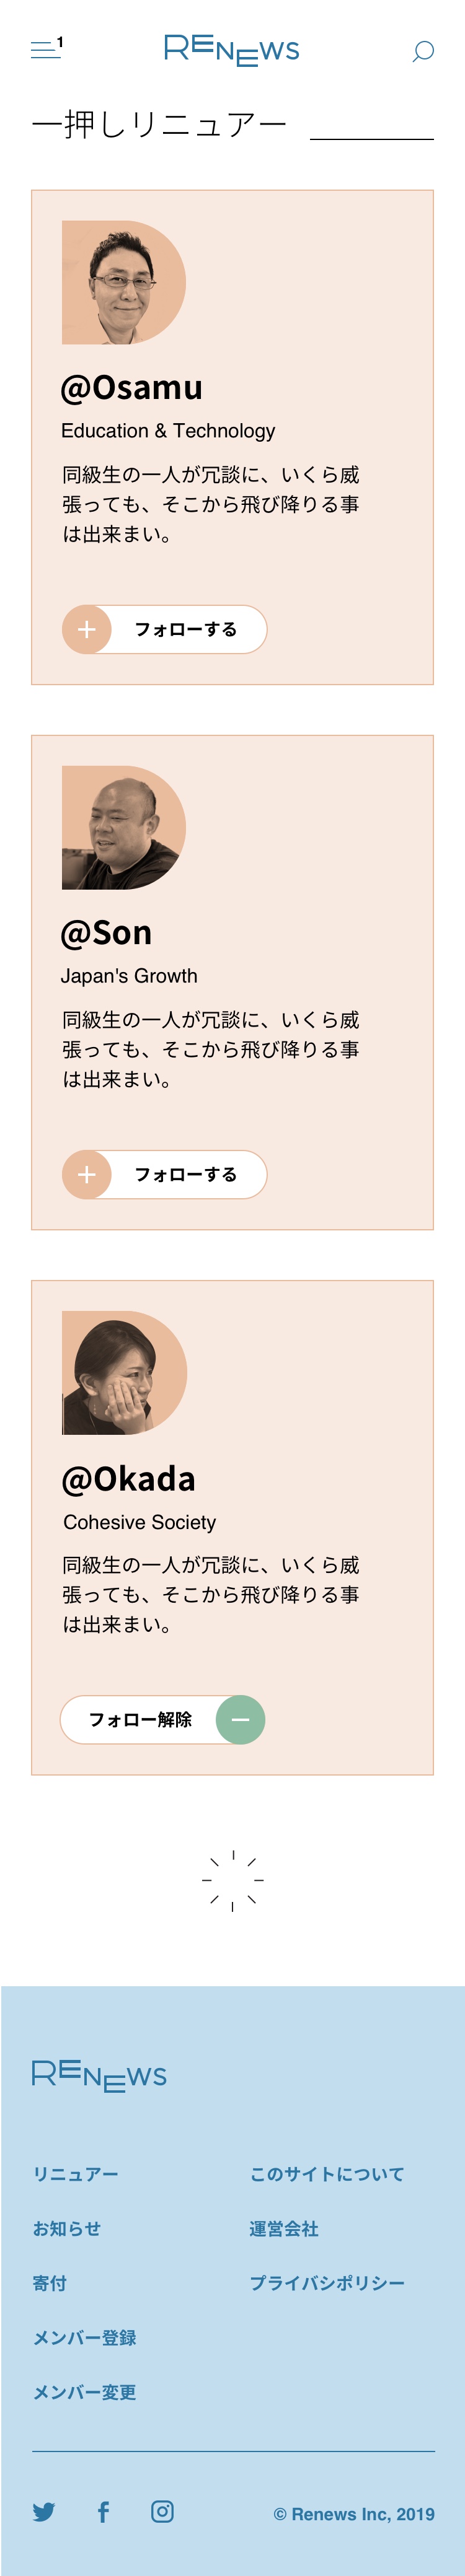 1
RENEWS
一押しリニュアー
@Osamu
Education & Technology
同級生の一人が冗談に、いくら威
張っても、そこから飛び降りる事
は出来まい。
フォローする
@Son
Japan's Growth
同級生の一人が冗談に、いくら威
張っても、そこから飛び降りる事
は出来まい。
フォローする
@Okada
Cohesive Society
同級生の一人が冗談に、いくら威
張っても、そこから飛び降りる事
は出来まい。
フォロー解除
RENEWS
リニュアー
このサイトについて
お知らせ
運営会社
寄付
プライバシポリシー
メンバー登録
メンバー変更
© Renews Inc, 2019